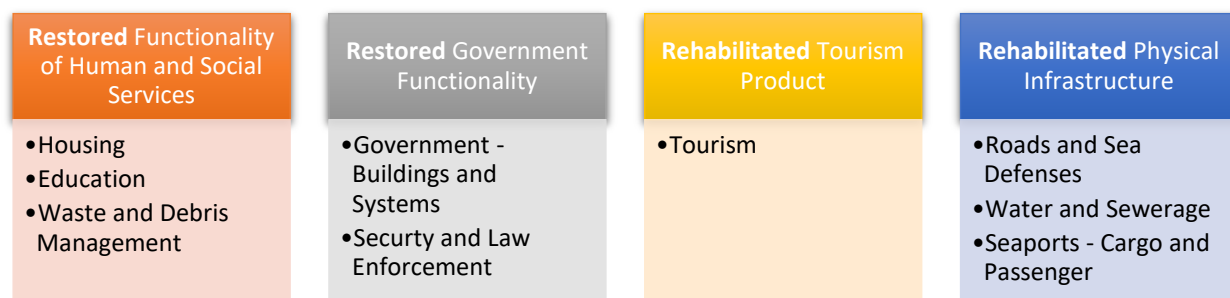 Restored Functionality
of Human and Social
Services
•Housing
•Education
•Waste and Debris
Management
Restored Government
Functionality
•Government -
Buildings and
Systems
•Securty and Law
Enforcement
Rehabilitated Tourism
Product
•Tourism
Rehabilitated Physical
Infrastructure
•Roads and Sea
Defenses
•Water and Sewerage
•Seaports - Cargo and
Passenger